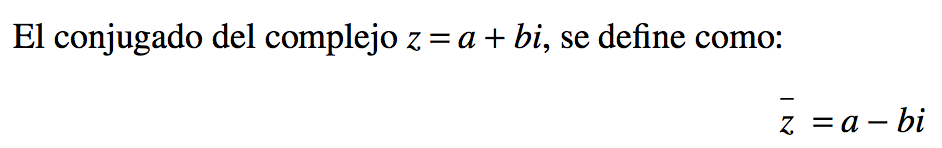 El conjugado del complejo z = a + bi, se define como:
z̄ = a − bi